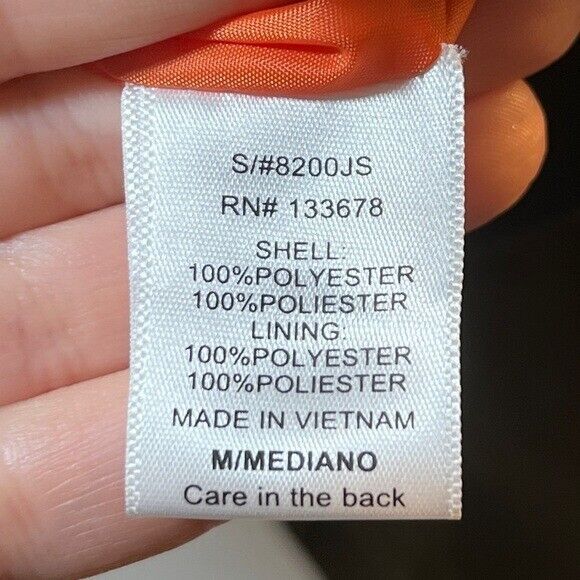 S/#8200JS
RN# 133678
SHELL:
100%POLYESTER
100%POLIESTER
LINING:
100%POLYESTER
100%POLIESTER
MADE IN VIETNAM
M/MEDIANO
Care in the back